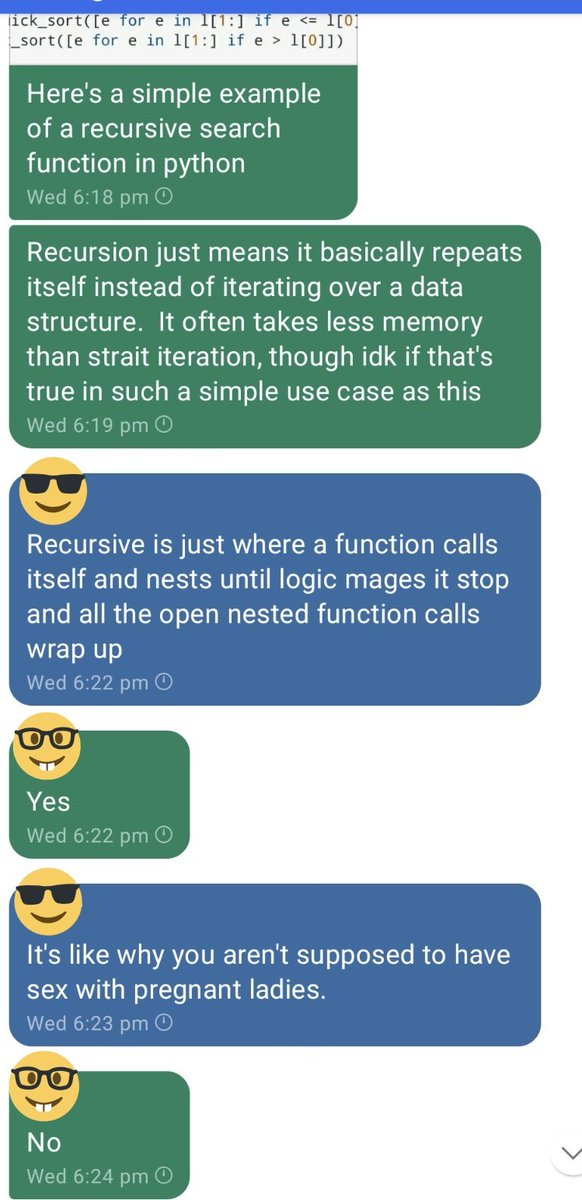 ick_sort([e for e in l[1:] if e <= l[0]
_sort([e for e in l[1:] if e > l[0]])
Here's a simple example
of a recursive search
function in python
Wed 6:18 pm
Recursion just means it basically repeats
itself instead of iterating over a data
structure. It often takes less memory
than strait iteration, though idk if that's
true in such a simple use case as this
Wed 6:19 pm
Recursive is just where a function calls
itself and nests until logic mages it stop
and all the open nested function calls
wrap up
Wed 6:22 pm
Yes
Wed 6:22 pm
It's like why you aren't supposed to have
sex with pregnant ladies.
Wed 6:23 pm
No
Wed 6:24 pm